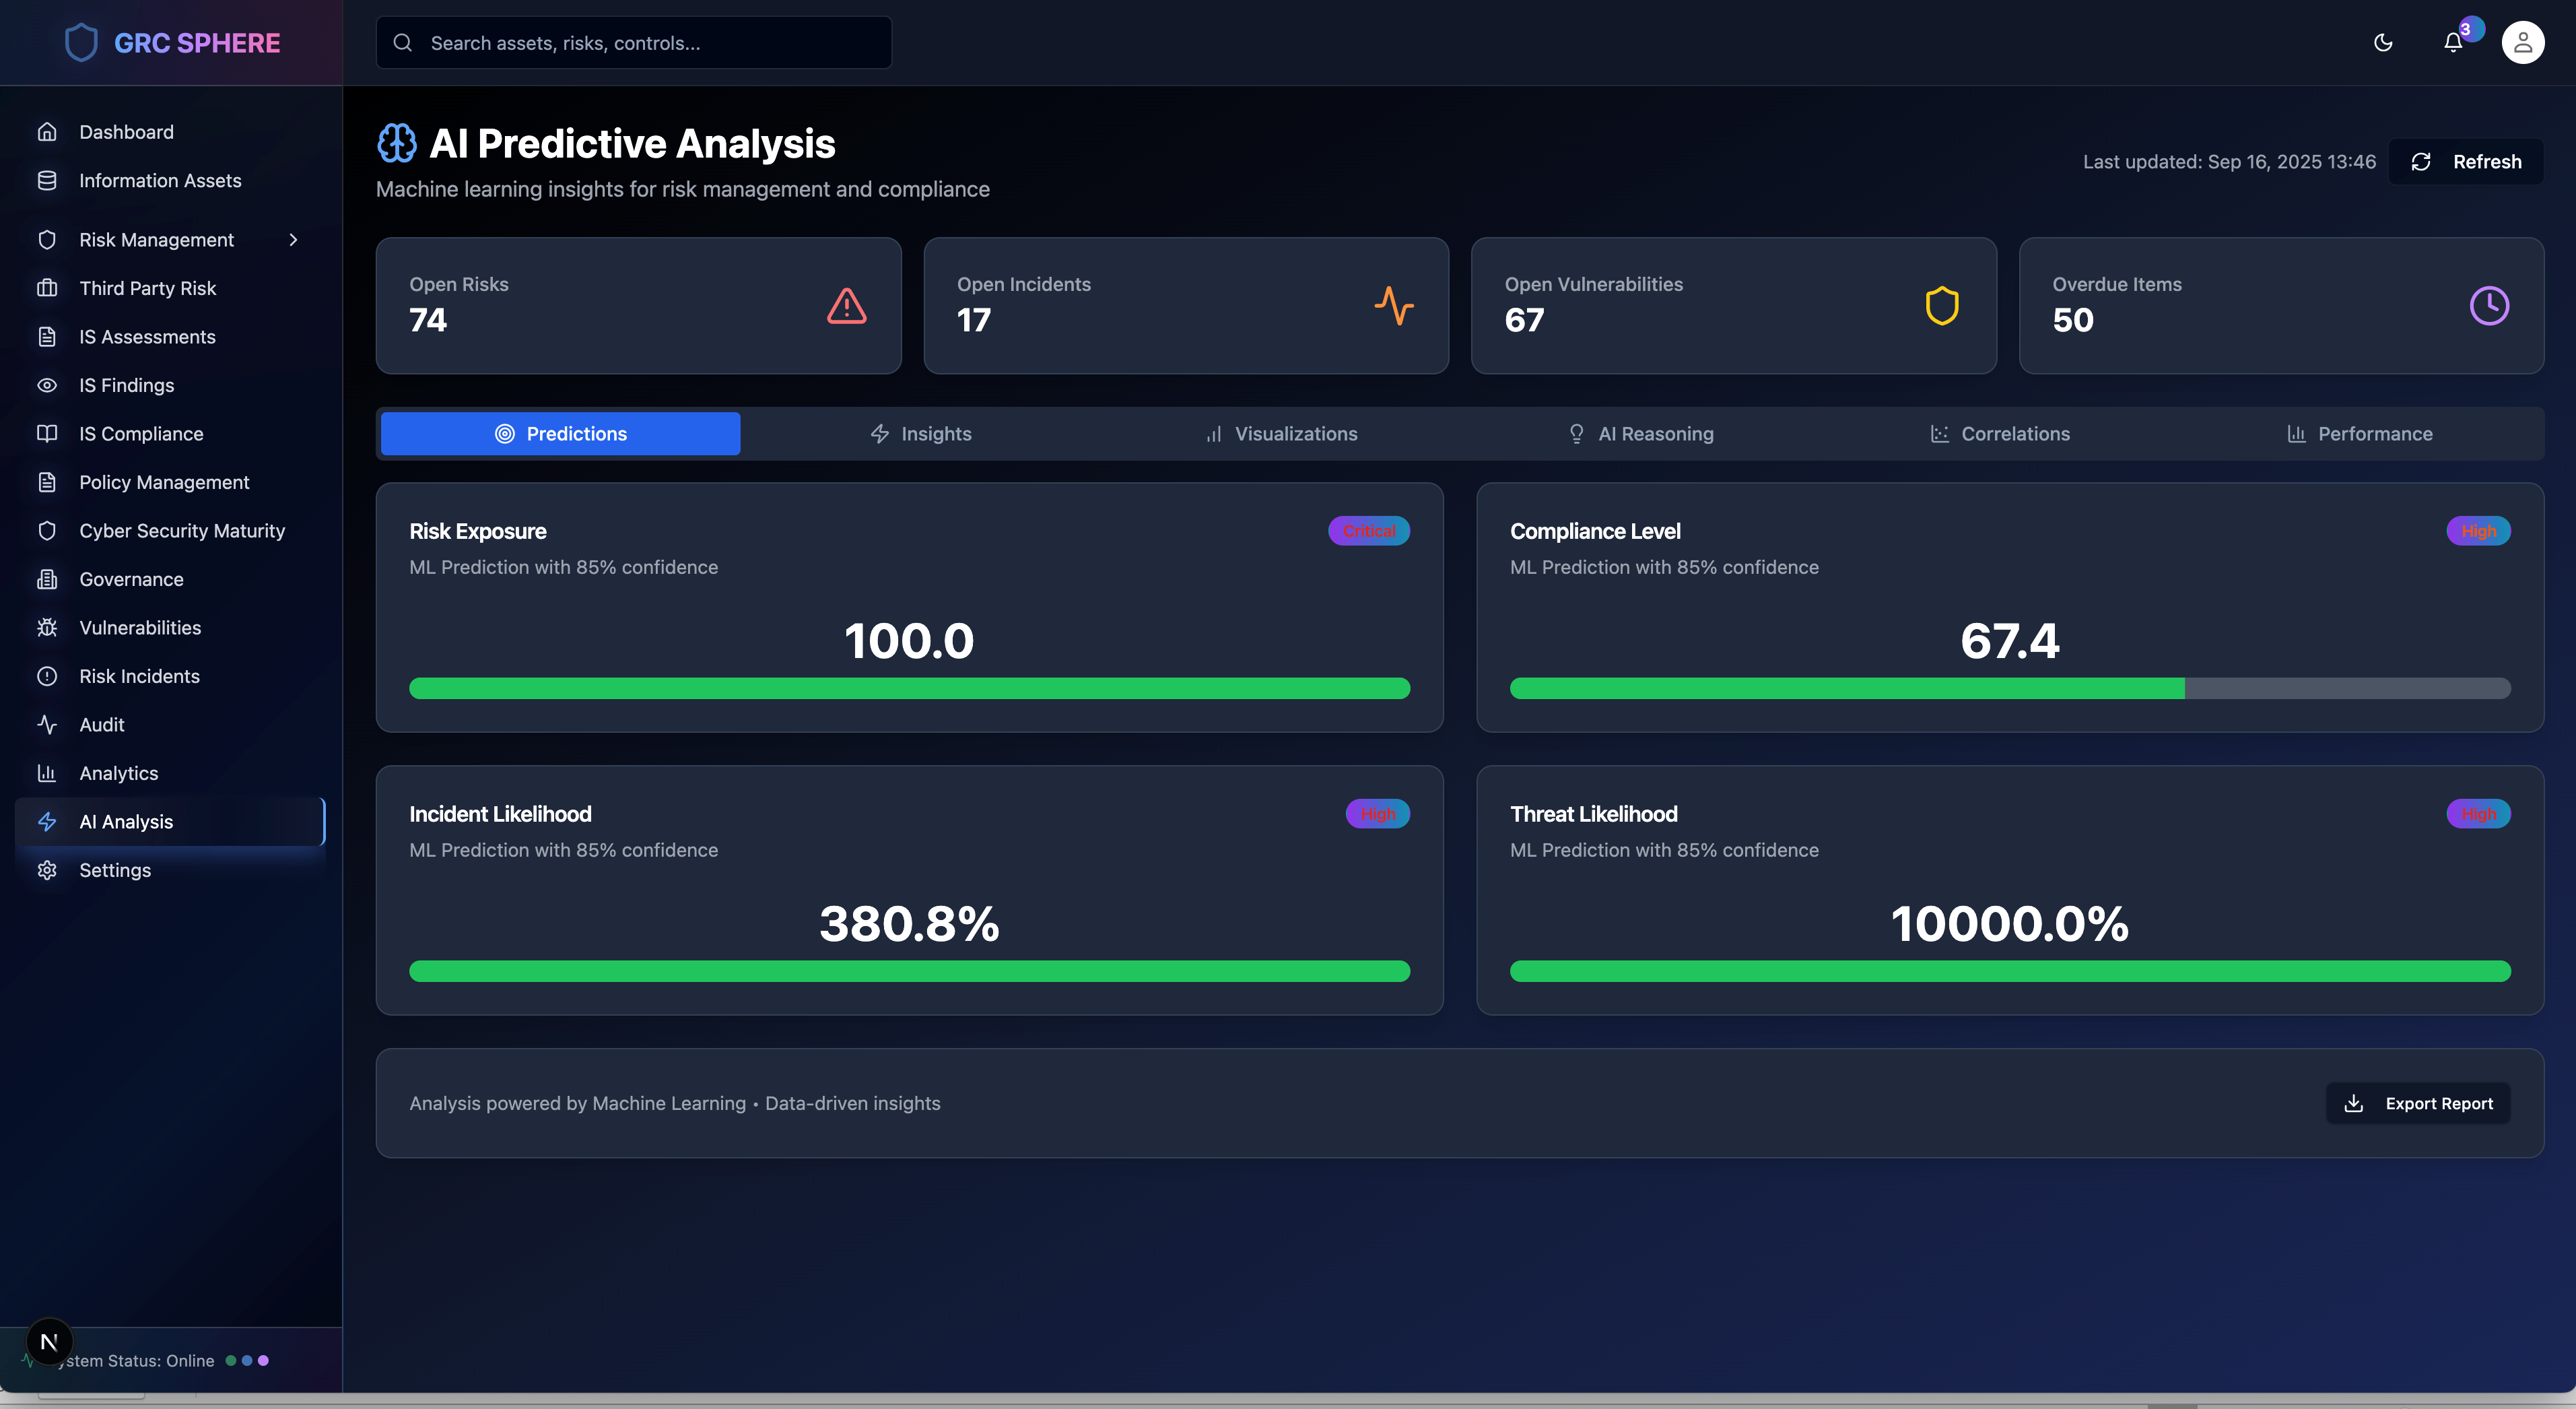 GRC SPHERE
Search assets, risks, controls...
3
Dashboard
Information Assets
Risk Management
Third Party Risk
IS Assessments
IS Findings
IS Compliance
Policy Management
Cyber Security Maturity
Governance
Vulnerabilities
Risk Incidents
Audit
Analytics
AI Analysis
Settings
N
ystem Status: Online
AI Predictive Analysis
Machine learning insights for risk management and compliance
Last updated: Sep 16, 2025 13:46
Refresh
Open Risks
74
Open Incidents
17
Open Vulnerabilities
67
Overdue Items
50
Predictions
Insights
Visualizations
AI Reasoning
Correlations
Performance
Risk Exposure
Critical
ML Prediction with 85% confidence
100.0
Compliance Level
High
ML Prediction with 85% confidence
67.4
Incident Likelihood
High
ML Prediction with 85% confidence
380.8%
Threat Likelihood
High
ML Prediction with 85% confidence
10000.0%
Analysis powered by Machine Learning • Data-driven insights
Export Report